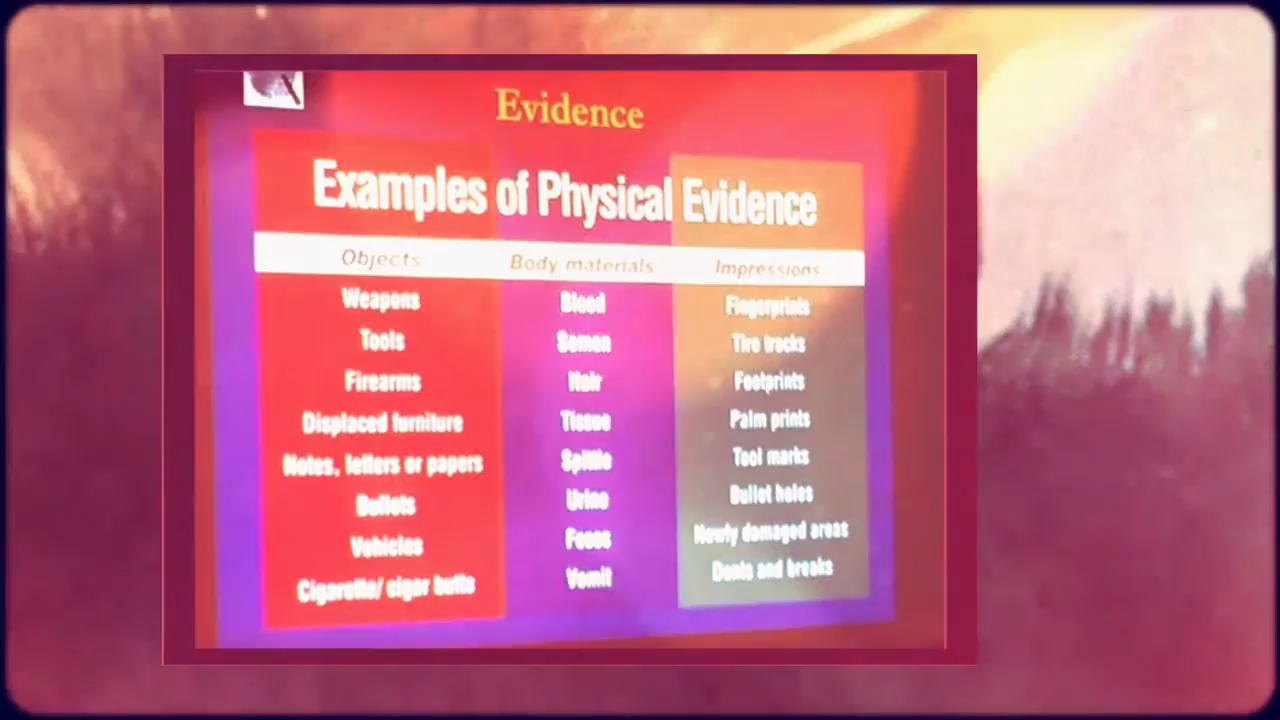 Evidence
Examples of Physical Evidence
Objects Body materials Impressions
Weapons Blood Fingerprints
Tools Semen Tire tracks
Firearms Hair Footprints
Displaced furniture Tissue Palm prints
Notes, letters or papers Spittle Tool marks
Bullets Urine Bullet holes
Vehicles Feces Newly damaged areas
Cigarette/ cigar butts Vomit Dents and breaks